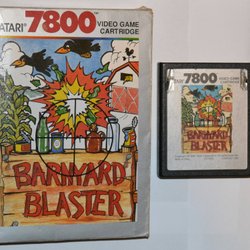 ATARI 7800 VIDEO GAME
CARTRIDGE
BARNYARD
BLASTER
7800
BARNYARD
BLASTER